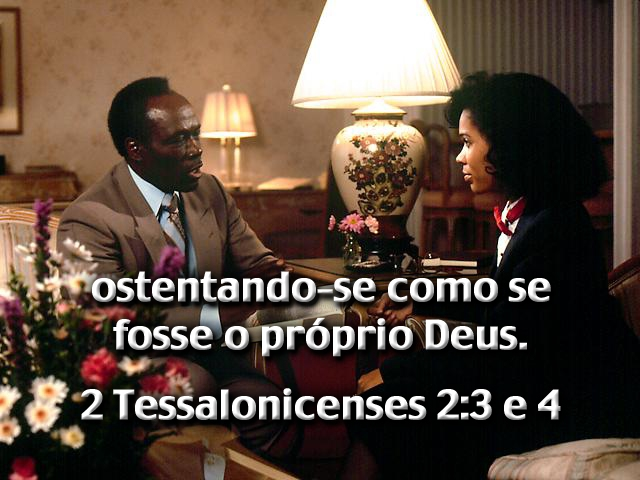 ostentando-se como se
fosse o próprio Deus.
2 Tessalonicenses 2:3 e 4